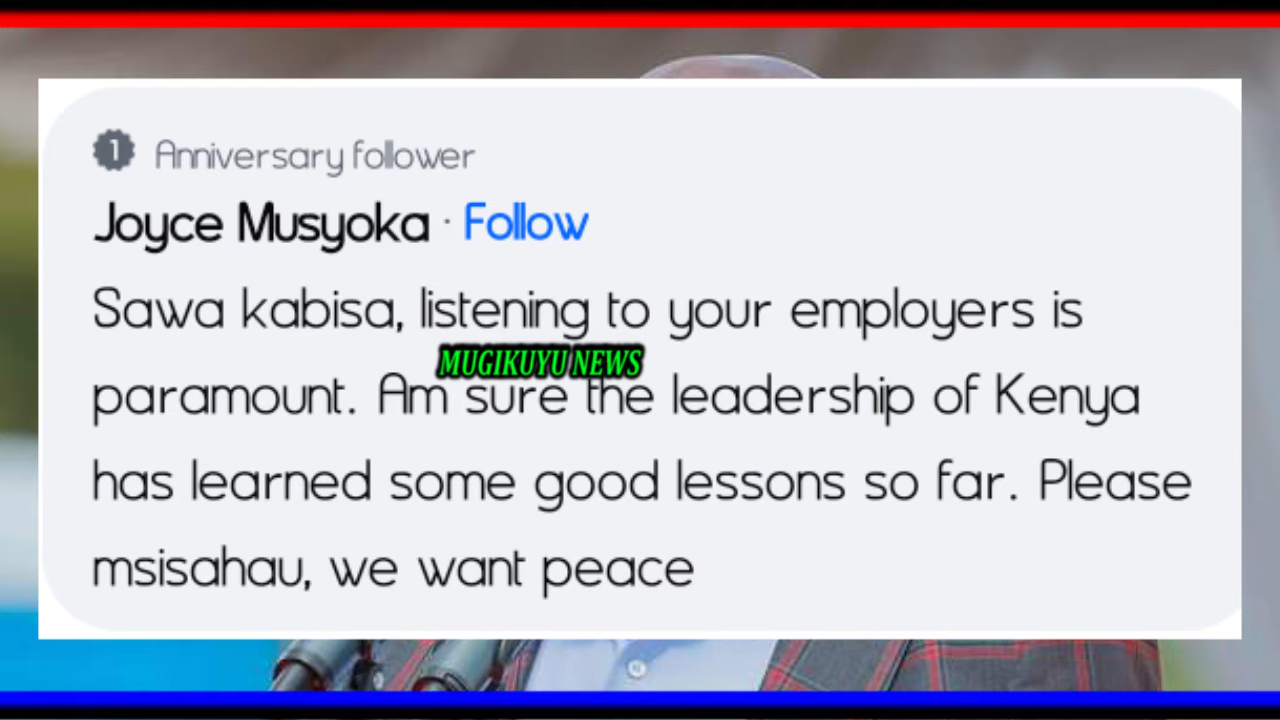 1 Anniversary follower
Joyce Musyoka · Follow
Sawa kabisa, listening to your employers is
MUGIKUYU NEWS
paramount. Am sure the leadership of Kenya
has learned some good lessons so far. Please
msisahau, we want peace